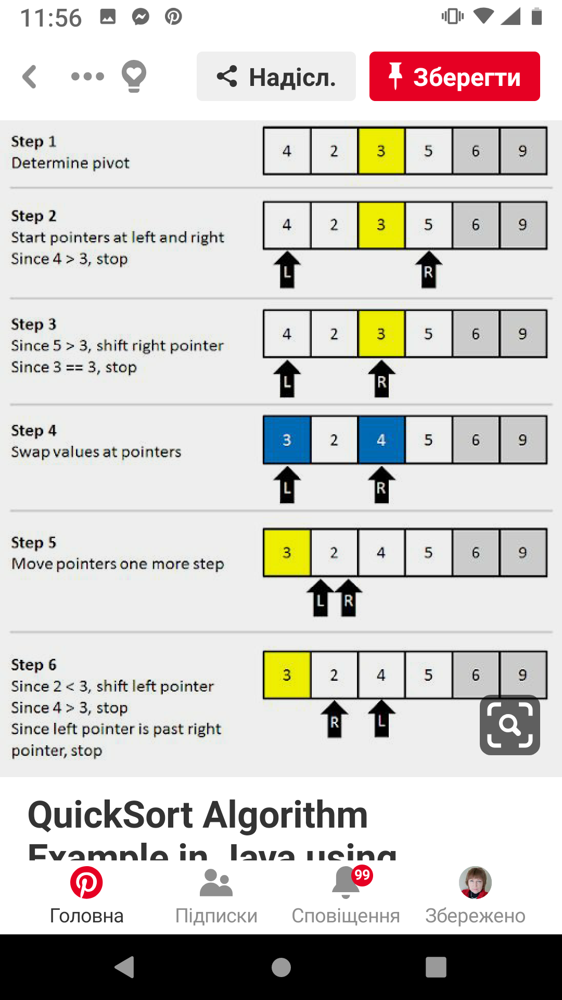 11:56
Надісл.
Зберегти
Step 1
Determine pivot
4 2 3 5 6 9
Step 2
Start pointers at left and right
Since 4 > 3, stop
4 2 3 5 6 9
L R
Step 3
Since 5 > 3, shift right pointer
Since 3 == 3, stop
4 2 3 5 6 9
L R
Step 4
Swap values at pointers
3 2 4 5 6 9
L R
Step 5
Move pointers one more step
3 2 4 5 6 9
L R
Step 6
Since 2 < 3, shift left pointer
Since 4 > 3, stop
Since left pointer is past right
pointer, stop
3 2 4 5 6 9
R L
QuickSort Algorithm
Example in Java using
99
Головна
Підписки
Сповіщення
Збережено